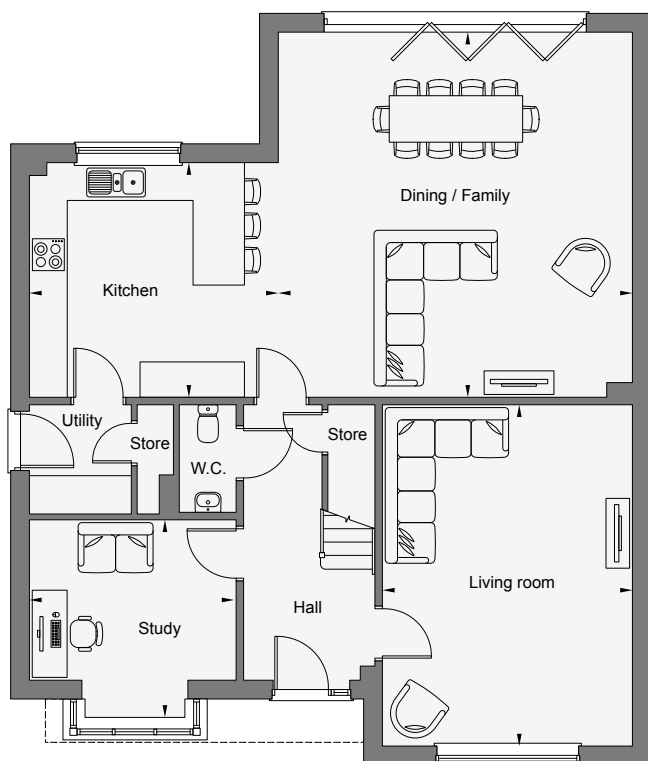 Dining / Family
Kitchen
Utility
Store
W.C.
Store
Living room
Study
Hall